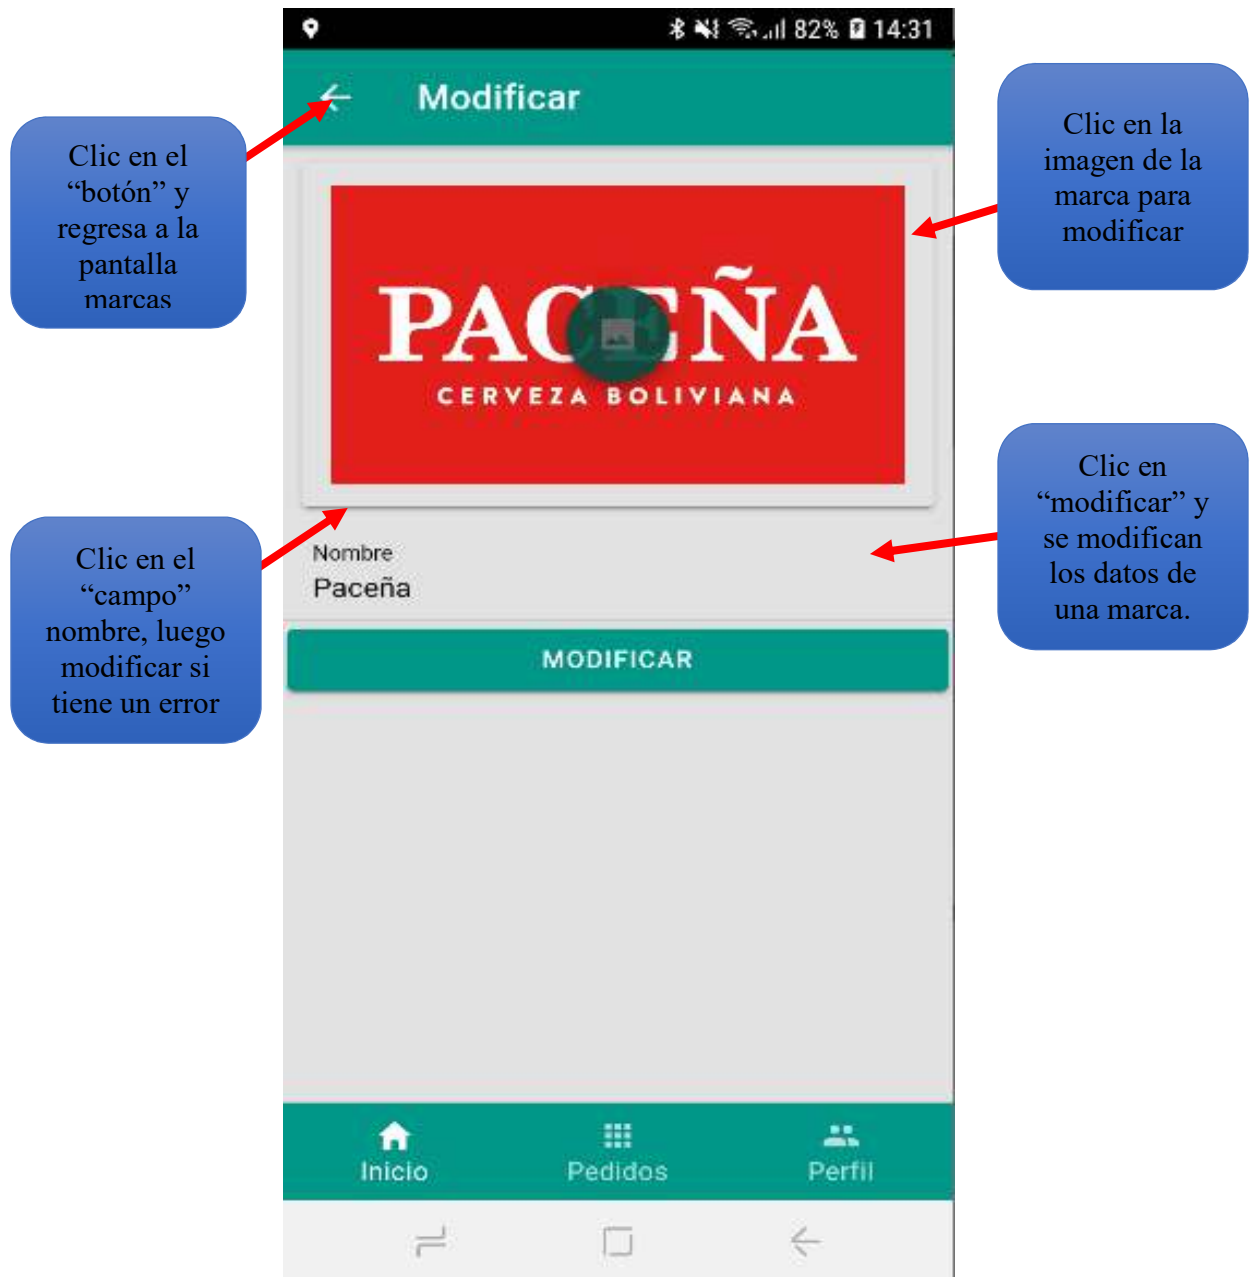 82% 14:31
Modificar
Clic en el
“botón” y
regresa a la
pantalla
marcas
Clic en la
imagen de la
marca para
modificar
PACEÑA
CERVEZA BOLIVIANA
Clic en
“modificar” y
se modifican
los datos de
una marca.
Clic en el
“campo”
nombre, luego
modificar si
tiene un error
Nombre
Paceña
MODIFICAR
Inicio Pedidos Perfil